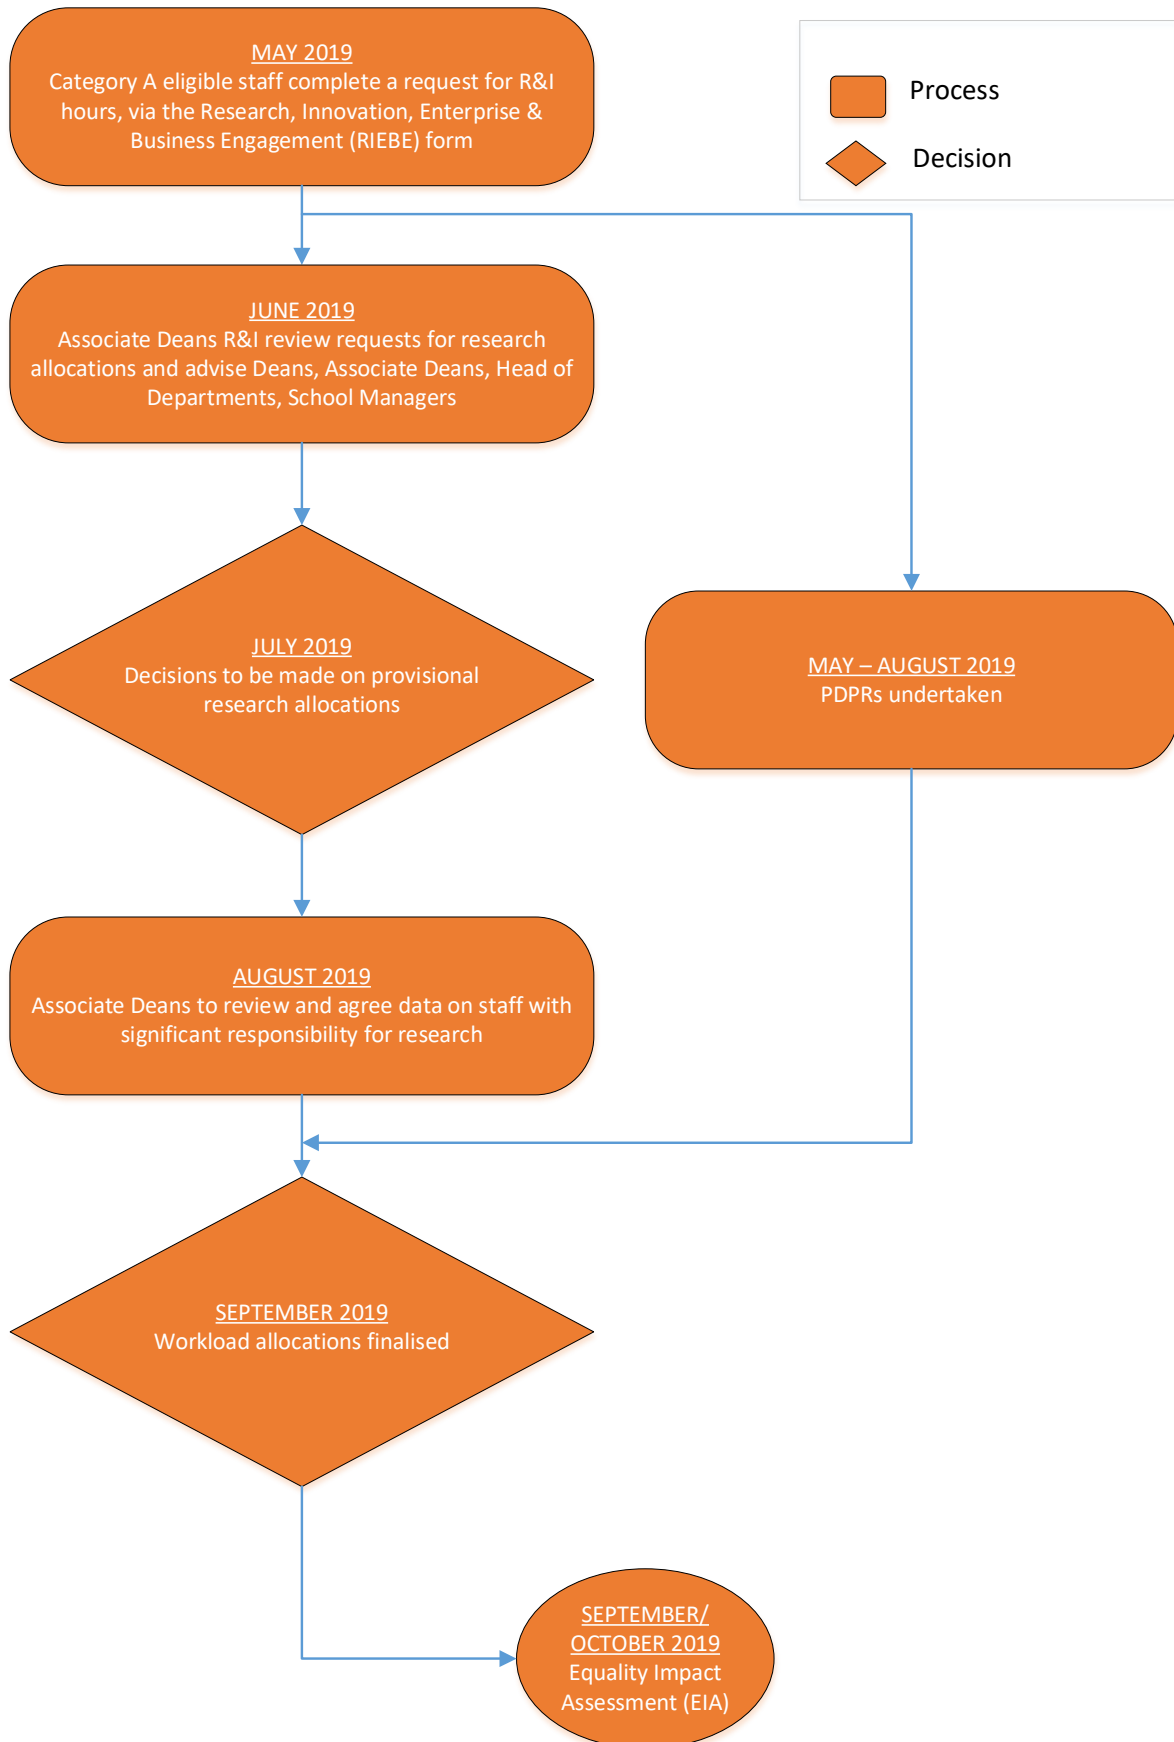 MAY 2019
Category A eligible staff complete a request for R&I
hours, via the Research, Innovation, Enterprise &
Business Engagement (RIEBE) form
Process
Decision
JUNE 2019
Associate Deans R&I review requests for research
allocations and advise Deans, Associate Deans, Head of
Departments, School Managers
JULY 2019
Decisions to be made on provisional
research allocations
MAY – AUGUST 2019
PDPRs undertaken
AUGUST 2019
Associate Deans to review and agree data on staff with
significant responsibility for research
SEPTEMBER 2019
Workload allocations finalised
SEPTEMBER/
OCTOBER 2019
Equality Impact
Assessment (EIA)